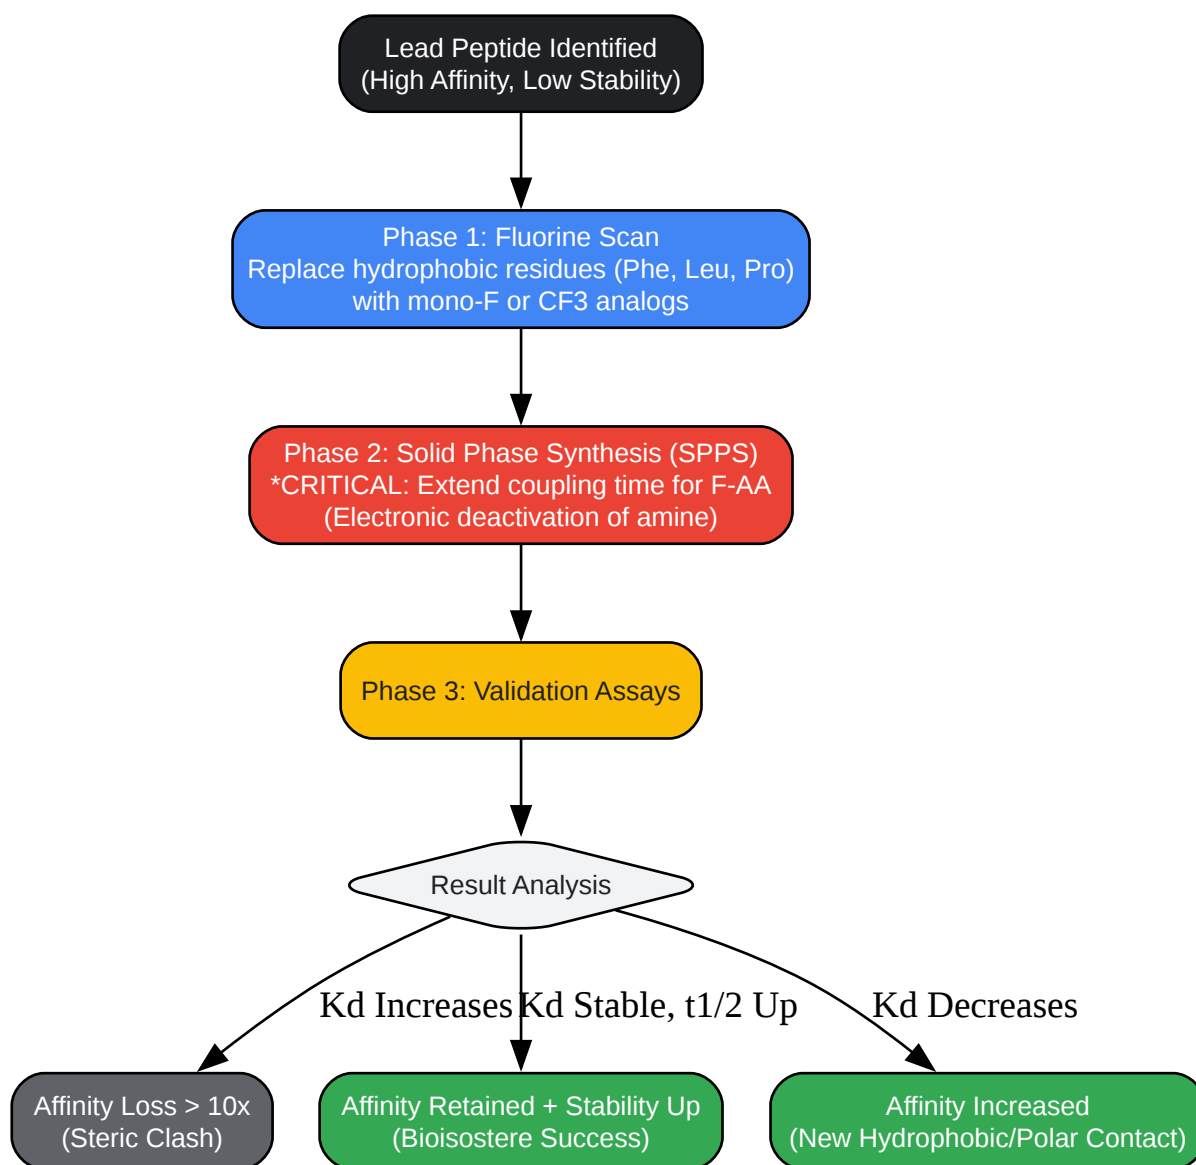 Lead Peptide Identified
(High Affinity, Low Stability)
Phase 1: Fluorine Scan
Replace hydrophobic residues (Phe, Leu, Pro)
with mono-F or CF3 analogs
Phase 2: Solid Phase Synthesis (SPPS)
*CRITICAL: Extend coupling time for F-AA
(Electronic deactivation of amine)
Phase 3: Validation Assays
Result Analysis
Kd Increases
Kd Stable, t1/2 Up
Kd Decreases
Affinity Loss > 10x
(Steric Clash)
Affinity Retained + Stability Up
(Bioisostere Success)
Affinity Increased
(New Hydrophobic/Polar Contact)